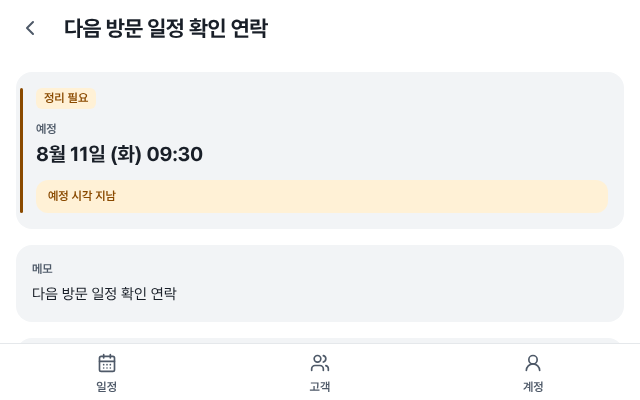 다음 방문 일정 확인 연락
정리 필요
예정
8월 11일 (화) 09:30
예정 시각 지남
메모
다음 방문 일정 확인 연락
일정
고객
계정